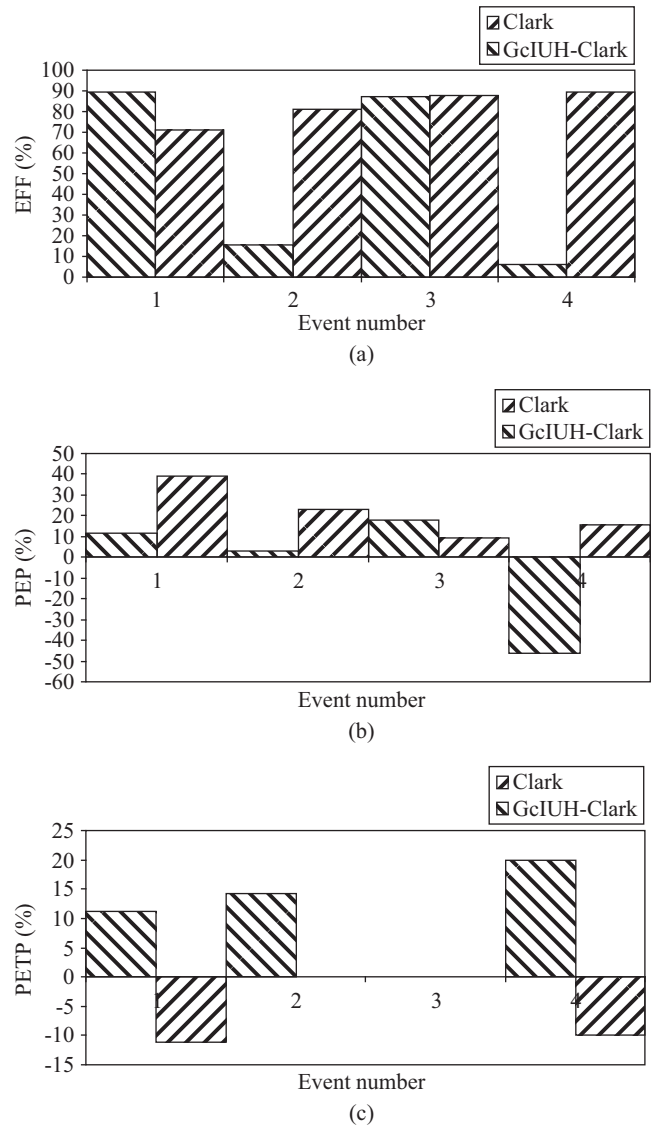 Clark
GcIUH-Clark
100
90
80
70
60
50
40
30
20
10
0
EFF (%)
1 2 3 4
Event number
(a)
Clark
GcIUH-Clark
50
40
30
20
10
0
-10
-20
-30
-40
-50
-60
PEP (%)
1 2 3 4
Event number
(b)
Clark
GcIUH-Clark
25
20
15
10
5
0
-5
-10
-15
PETP (%)
1 2 3 4
Event number
(c)